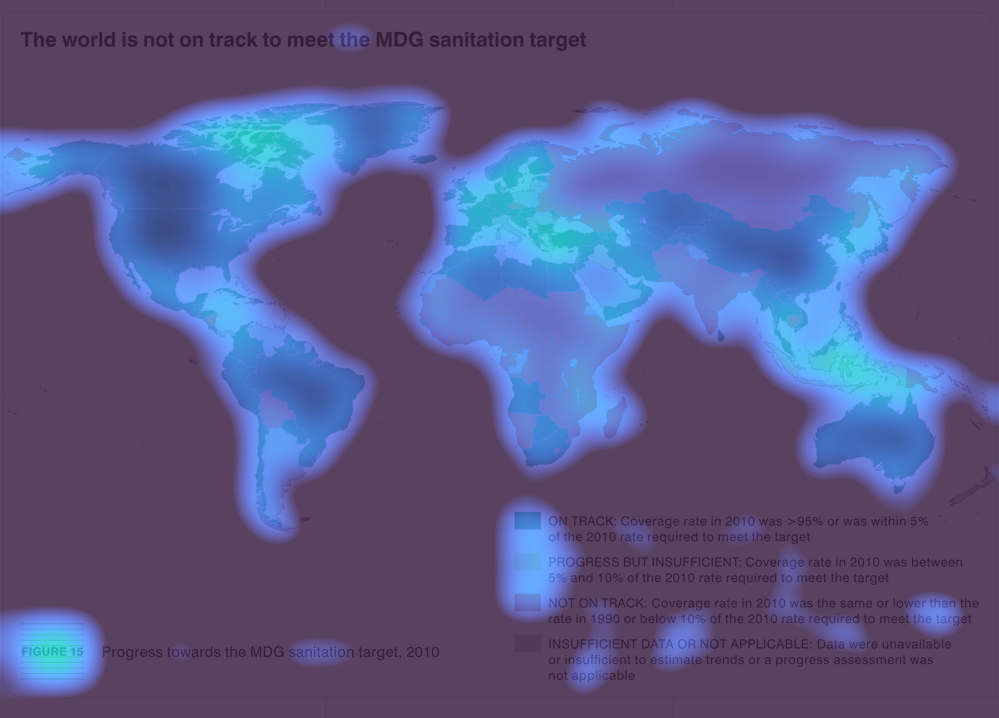 The world is not on track to meet the MDG sanitation target
ON TRACK: Coverage rate in 2010 was >95% or was within 5%
of the 2010 rate required to meet the target
PROGRESS BUT INSUFFICIENT: Coverage rate in 2010 was between
5% and 10% of the 2010 rate required to meet the target
NOT ON TRACK: Coverage rate in 2010 was the same or lower than the
rate in 1990 or below 10% of the 2010 rate required to meet the target
INSUFFICIENT DATA OR NOT APPLICABLE: Data were unavailable
or insufficient to estimate trends or a progress assessment was
not applicable
FIGURE 15 Progress towards the MDG sanitation target, 2010